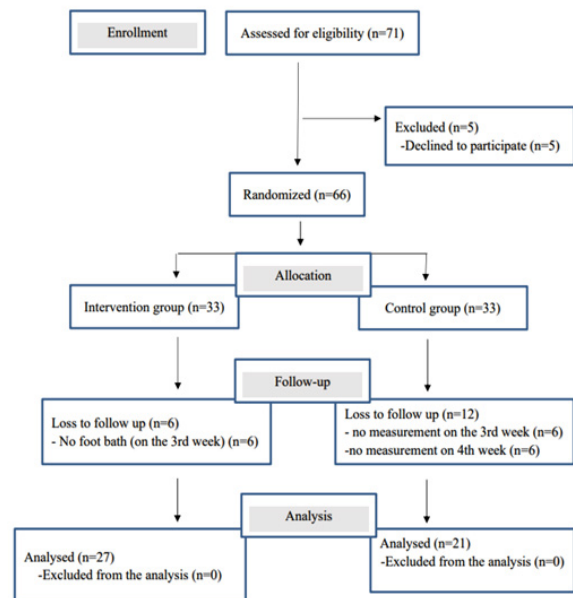 Enrollment
Assessed for eligibility (n=71)
Excluded (n=5)
-Declined to participate (n=5)
Randomized (n=66)
Allocation
Intervention group (n=33)
Control group (n=33)
Follow-up
Loss to follow up (n=6)
- No foot bath (on the 3rd week) (n=6)
Loss to follow up (n=12)
- no measurement on the 3rd week (n=6)
-no measurement on 4th week (n=6)
Analysis
Analysed (n=27)
-Excluded from the analysis (n=0)
Analysed (n=21)
-Excluded from the analysis (n=0)